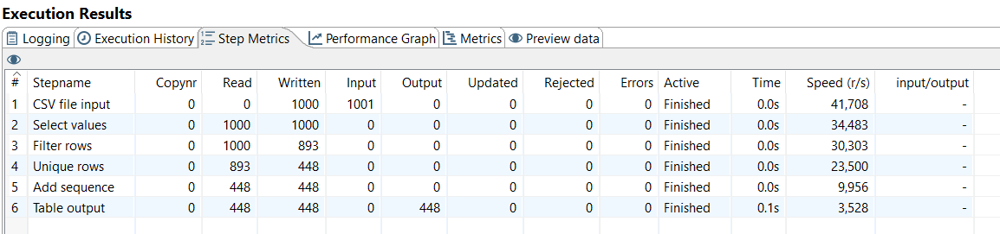 Execution Results
Logging Execution History Step Metrics Performance Graph Metrics Preview data
# Stepname Copynr Read Written Input Output Updated Rejected Errors Active Time Speed (r/s) input/output
1 CSV file input 0 0 1000 1001 0 0 0 0 Finished 0.0s 41,708 -
2 Select values 0 1000 1000 0 0 0 0 0 Finished 0.0s 34,483 -
3 Filter rows 0 1000 893 0 0 0 0 0 Finished 0.0s 30,303 -
4 Unique rows 0 893 448 0 0 0 0 0 Finished 0.0s 23,500 -
5 Add sequence 0 448 448 0 0 0 0 0 Finished 0.0s 9,956 -
6 Table output 0 448 448 0 448 0 0 0 Finished 0.1s 3,528 -